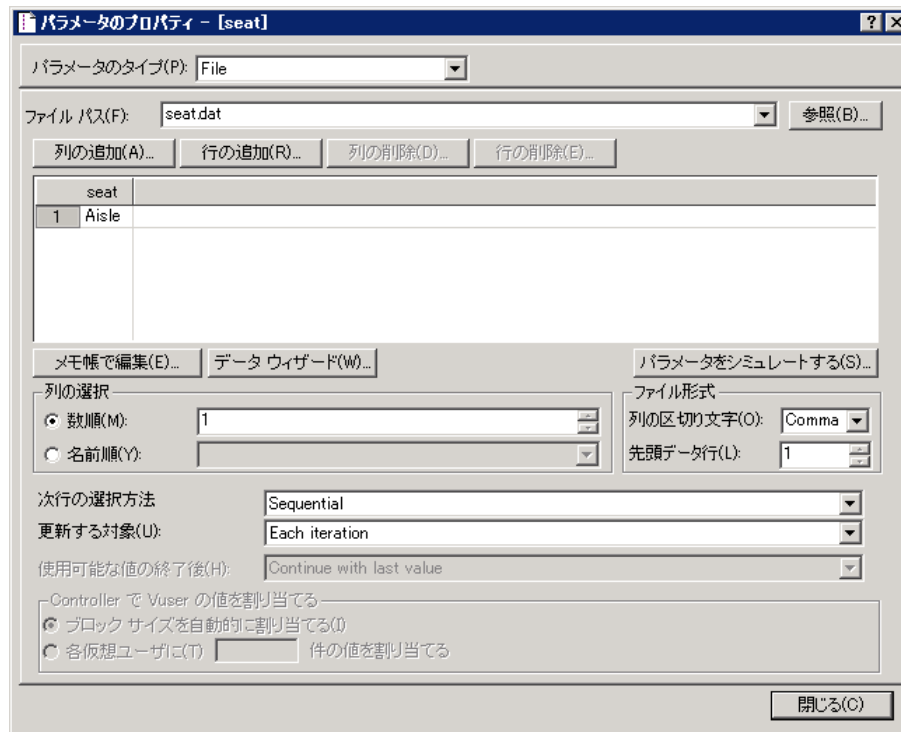 パラメータのプロパティ - [seat]
パラメータのタイプ(P): File
ファイル パス(F): seat.dat 参照(B)...
列の追加(A)... 行の追加(R)... 列の削除(D)... 行の削除(E)...
seat
1 Aisle
メモ帳で編集(E)... データ ウィザード(W)... パラメータをシミュレートする(S)...
列の選択 ファイル形式
数順(M): 1 列の区切り文字(O): Comma
名前順(Y): 先頭データ行(L): 1
次行の選択方法 Sequential
更新する対象(U): Each iteration
使用可能な値の終了後(H): Continue with last value
Controller で Vuser の値を割り当てる
ブロック サイズを自動的に割り当てる(I)
各仮想ユーザに(T) 件の値を割り当てる
閉じる(C)